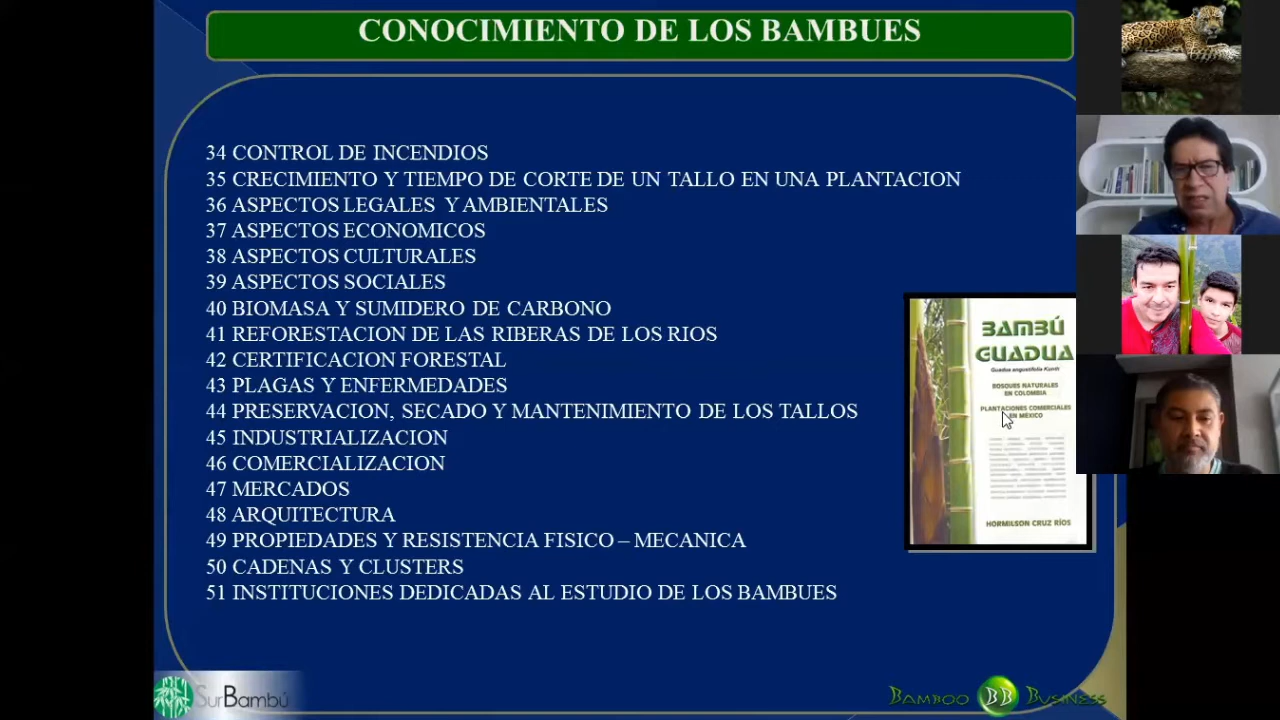 CONOCIMIENTO DE LOS BAMBUES
34 CONTROL DE INCENDIOS
35 CRECIMIENTO Y TIEMPO DE CORTE DE UN TALLO EN UNA PLANTACION
36 ASPECTOS LEGALES Y AMBIENTALES
37 ASPECTOS ECONOMICOS
38 ASPECTOS CULTURALES
39 ASPECTOS SOCIALES
40 BIOMASA Y SUMIDERO DE CARBONO
41 REFORESTACION DE LAS RIBERAS DE LOS RIOS
42 CERTIFICACION FORESTAL
43 PLAGAS Y ENFERMEDADES
44 PRESERVACION, SECADO Y MANTENIMIENTO DE LOS TALLOS
45 INDUSTRIALIZACION
46 COMERCIALIZACION
47 MERCADOS
48 ARQUITECTURA
49 PROPIEDADES Y RESISTENCIA FISICO – MECANICA
50 CADENAS Y CLUSTERS
51 INSTITUCIONES DEDICADAS AL ESTUDIO DE LOS BAMBUES
BAMBÚ
GUADUA
Guadua angustifolia Kunth
BOSQUES NATURALES
EN COLOMBIA
PLANTACIONES COMERCIALES
EN MÉXICO
HORMILSON CRUZ RÍOS
SurBambú
BAMBOO BB BUSINESS